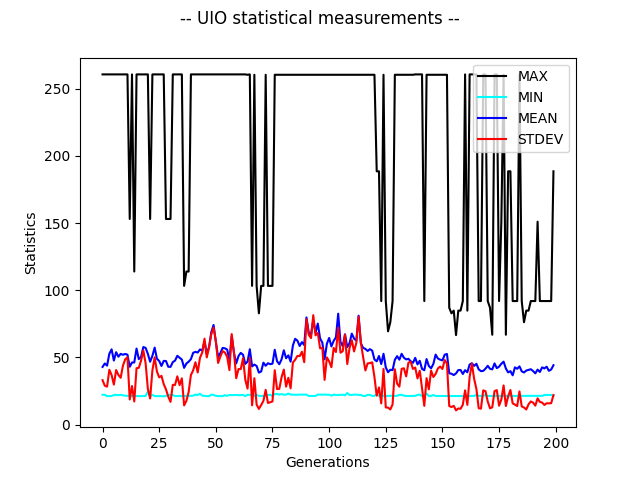 -- UIO statistical measurements --
MAX
MIN
MEAN
STDEV
Statistics
250
200
150
100
50
0
0 25 50 75 100 125 150 175 200
Generations